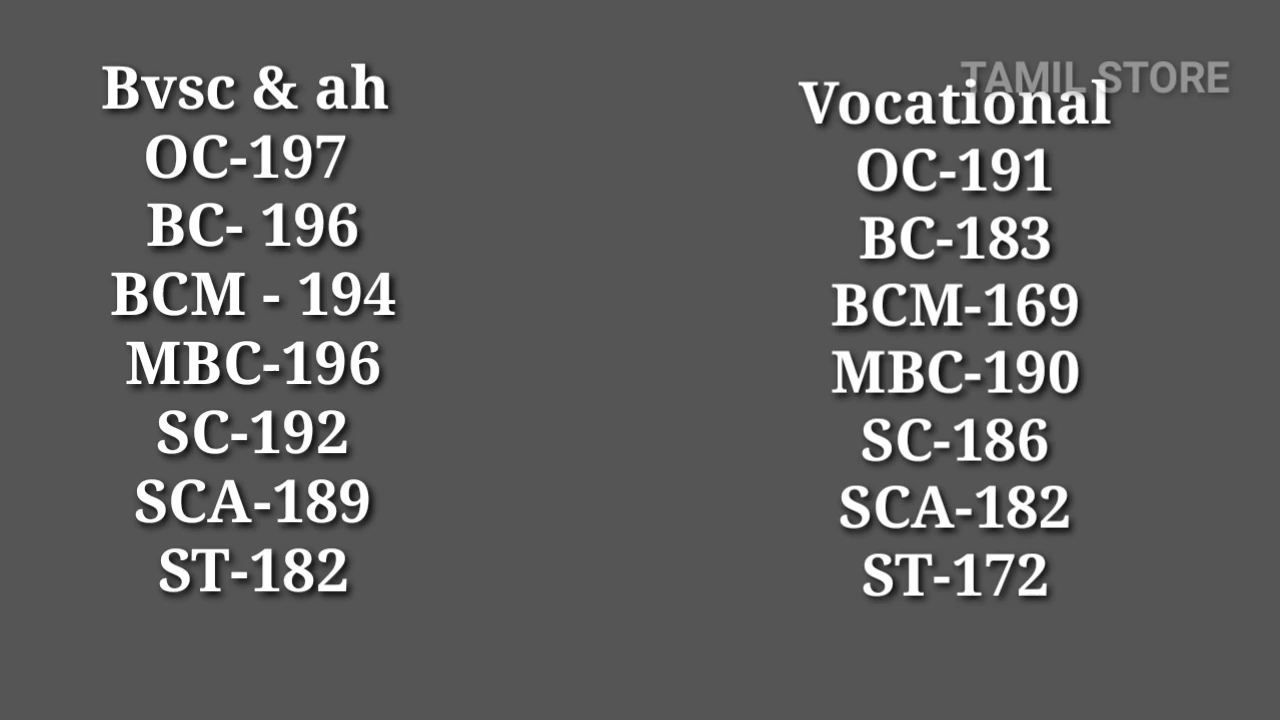 Bvsc & ah
OC-197
BC- 196
BCM - 194
MBC-196
SC-192
SCA-189
ST-182
TAMIL STORE
Vocational
OC-191
BC-183
BCM-169
MBC-190
SC-186
SCA-182
ST-172